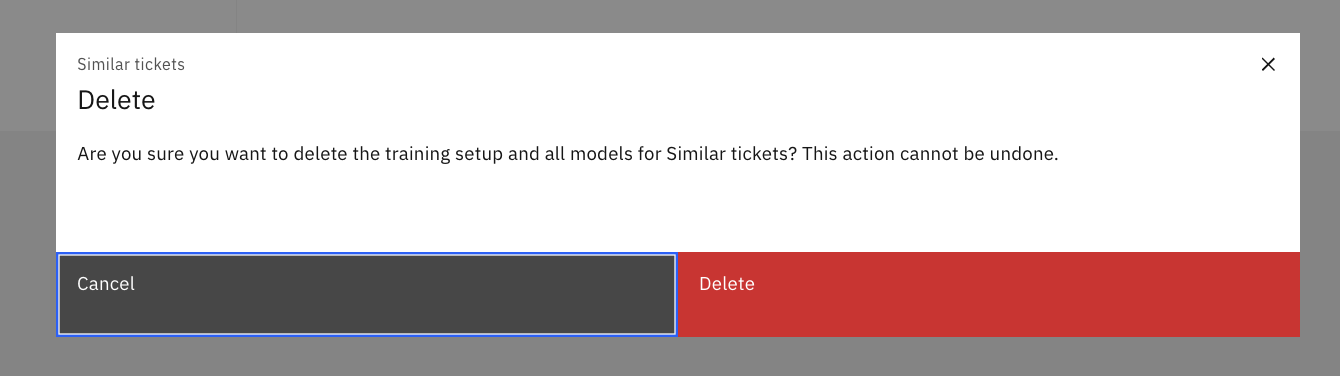 Similar tickets
Delete
Are you sure you want to delete the training setup and all models for Similar tickets? This action cannot be undone.
Cancel
Delete